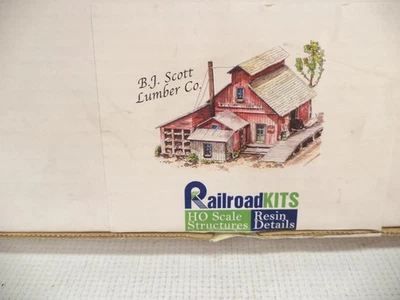 B.J. Scott
Lumber Co.
RailroadKITS
HO Scale Structures
Resin Details